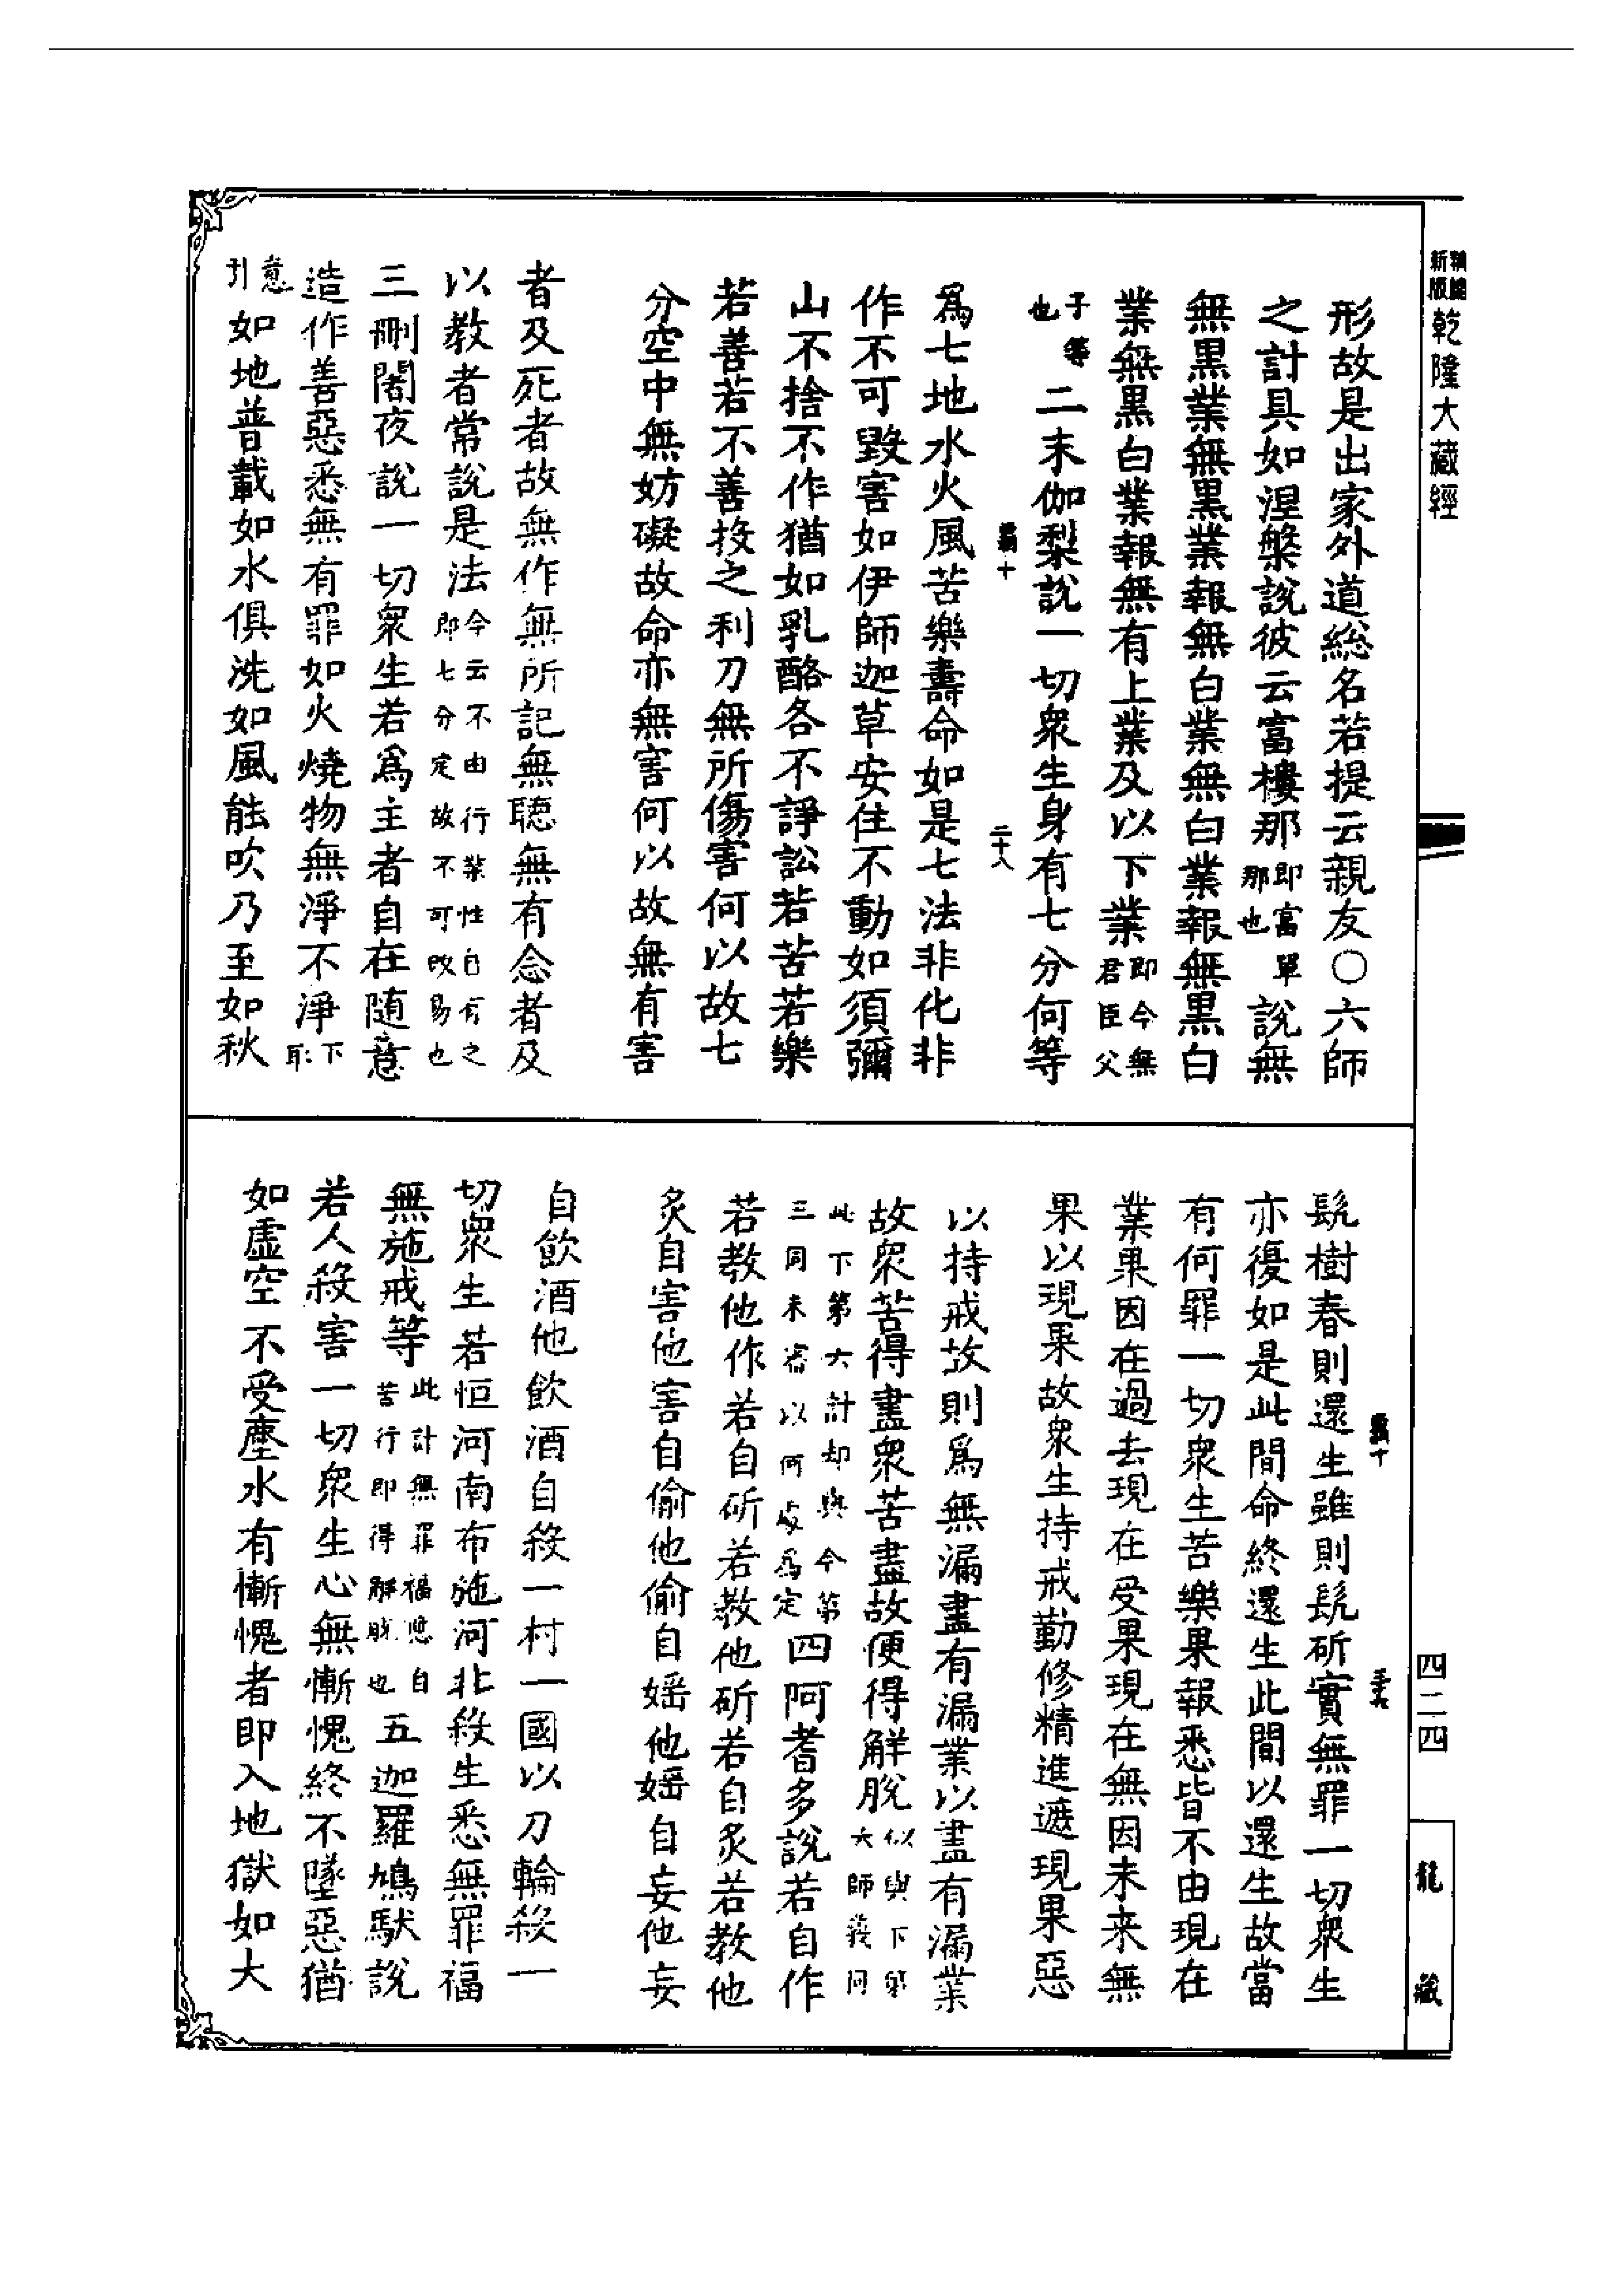 新版
乾隆大藏經
形故是出家外道総名若提云親友○六師
之計具如涅槃說彼云富樓那即富單那也說無
無黒業無黒業報無白業無白業報無黒白
業無黒白業報無有上業及以下業即今無君臣父
子等也二末伽梨說一切衆生身有七分何等
二十八
爲七地水火風苦樂壽命如是七法非化非
作不可毀害如伊師迦草安住不動如須彌
山不捨不作猶如乳酪各不諍訟若苦若樂
若善若不善投之利刀無所傷害何以故七
分空中無妨礙故命亦無害何以故無有害
者及死者故無作無所記無聽無有念者及
以教者常說是法今云不由行業性自有之即七分定故不可改易也
三刪闍夜說一切衆生若爲主者自在随意
造作善惡悉無有罪如火燒物無淨不淨下
意如地普載如水俱洗如風能吹乃至如秋
髡樹春則還生雖則髡斫實無罪一切衆生
亦復如是此間命終還生此間以還生故當
有何罪一切衆生苦樂果報悉皆不由現在
業果因在過去現在受果現在無因未来無
果以現果故衆生持戒勤修精進遮現果惡
以持戒故則爲無漏盡有漏業以盡有漏業
故衆苦得盡衆苦盡故便得解脫似與下第六師義同
此下第六計却與今第三同未審以何處爲定四阿耆多說若自作
若教他作若自斫若教他斫若自炙若教他
炙自害他害自偷他偷自婬他婬自妄他妄
自飲酒他飲酒自殺一村一國以刀輪殺一
切衆生若恒河南布施河北殺生悉無罪福
無施戒等此計無罪福應自苦行即得解脫也五迦羅鳩馱說
若人殺害一切衆生心無慚愧終不墜惡猶
如虛空不受塵水有慚愧者即入地獄如大
四二四
龍藏